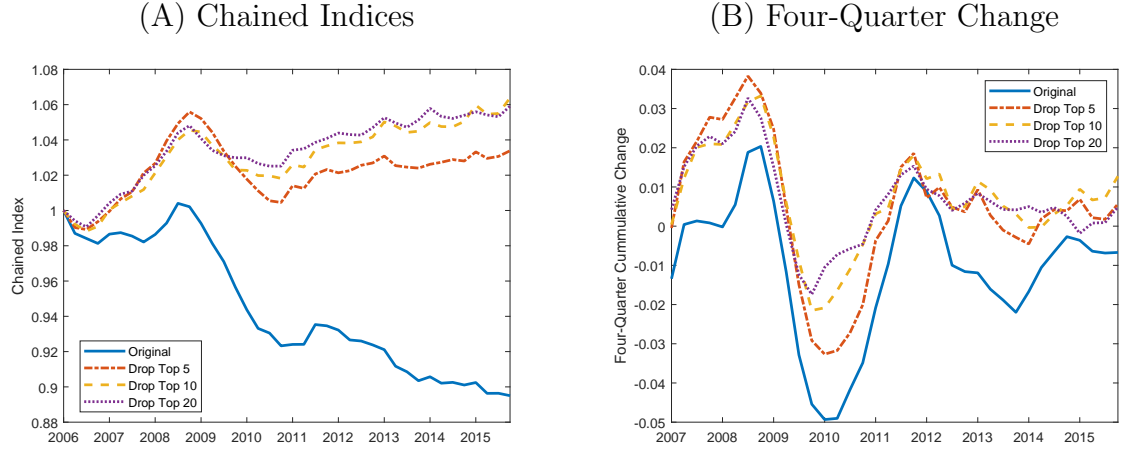 (A) Chained Indices
1.08
1.06
1.04
1.02
1
0.98
0.96
0.94
0.92
0.9
0.88
Chained Index
Original
Drop Top 5
Drop Top 10
Drop Top 20
2006 2007 2008 2009 2010 2011 2012 2013 2014 2015
(B) Four-Quarter Change
0.04
0.03
0.02
0.01
0
-0.01
-0.02
-0.03
-0.04
-0.05
Four-Quarter Cummulative Change
Original
Drop Top 5
Drop Top 10
Drop Top 20
2007 2008 2009 2010 2011 2012 2013 2014 2015